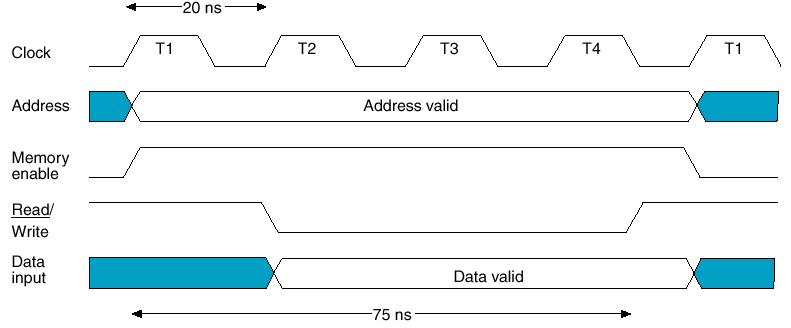 20 ns
Clock
T1 T2 T3 T4 T1
Address
Address valid
Memory
enable
Read/
Write
Data
input
Data valid
75 ns